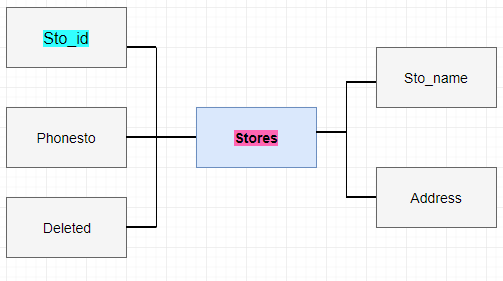 Sto_id
Sto_name
Phonesto
Stores
Address
Deleted